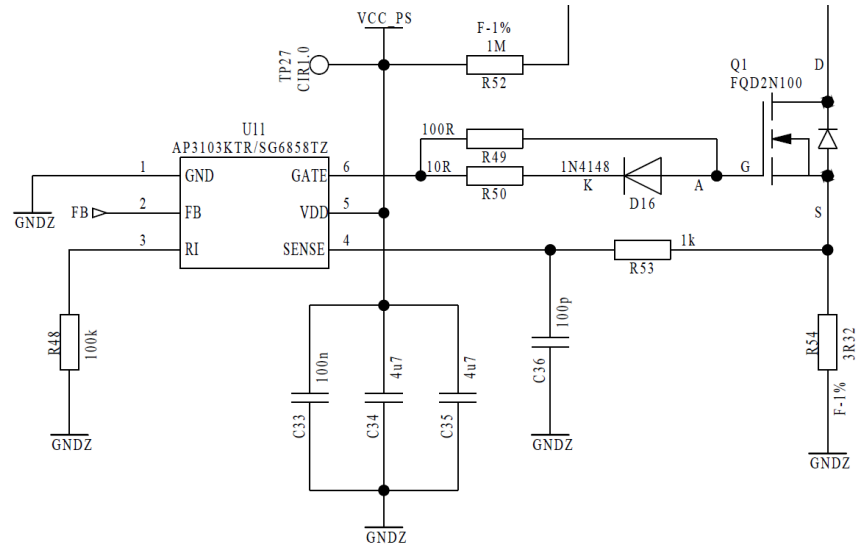 VCC_PS
F-1%
1M
R52
TP27
CIR1.0
Q1
FQD2N100
D
U11
AP3103KTR/SG6858TZ
100R
R49
1
GND
GATE
6
10R
R50
1N4148
K
D16
A
G
GNDZ
FB
2
FB
VDD
5
S
3
RI
SENSE
4
R53
1k
R48
100k
100n
C33
4u7
C34
4u7
C35
100p
C36
R54
3R32
F-1%
GNDZ
GNDZ
GNDZ
GNDZ